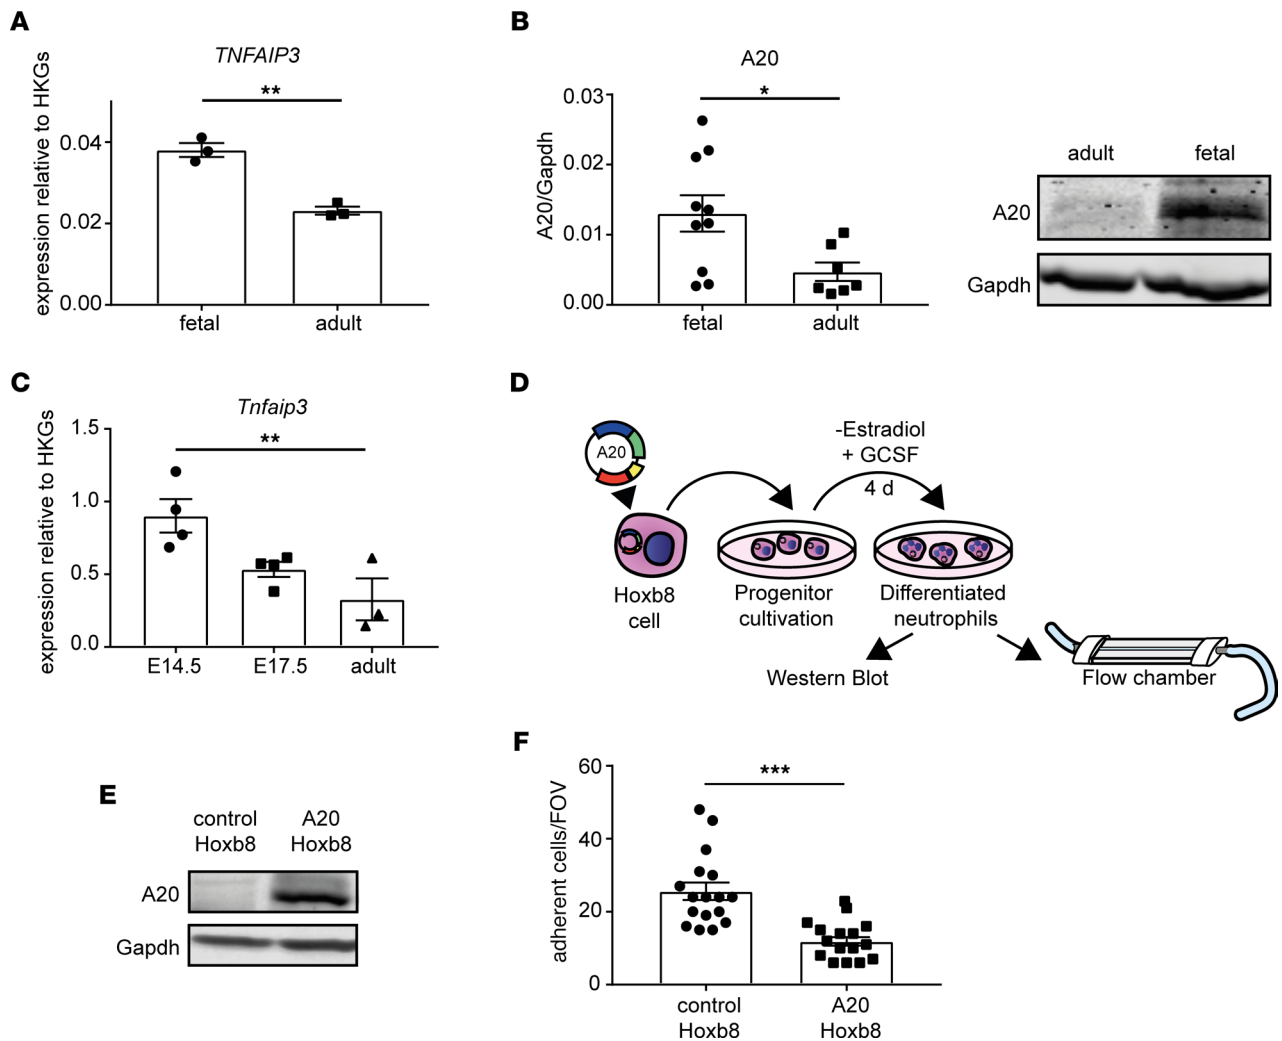 A
TNFAIP3
**
expression relative to HKGs
0.04
0.02
0.00
fetal
adult
B
A20
*
A20/Gapdh
0.03
0.02
0.01
0.00
fetal
adult
adult
fetal
A20
Gapdh
C
Tnfaip3
**
expression relative to HKGs
1.5
1.0
0.5
0.0
E14.5
E17.5
adult
D
A20
-Estradiol
+ GCSF
4 d
Hoxb8
cell
Progenitor
cultivation
Differentiated
neutrophils
Western Blot
Flow chamber
E
control
Hoxb8
A20
Hoxb8
A20
Gapdh
F
***
adherent cells/FOV
60
40
20
0
control
Hoxb8
A20
Hoxb8